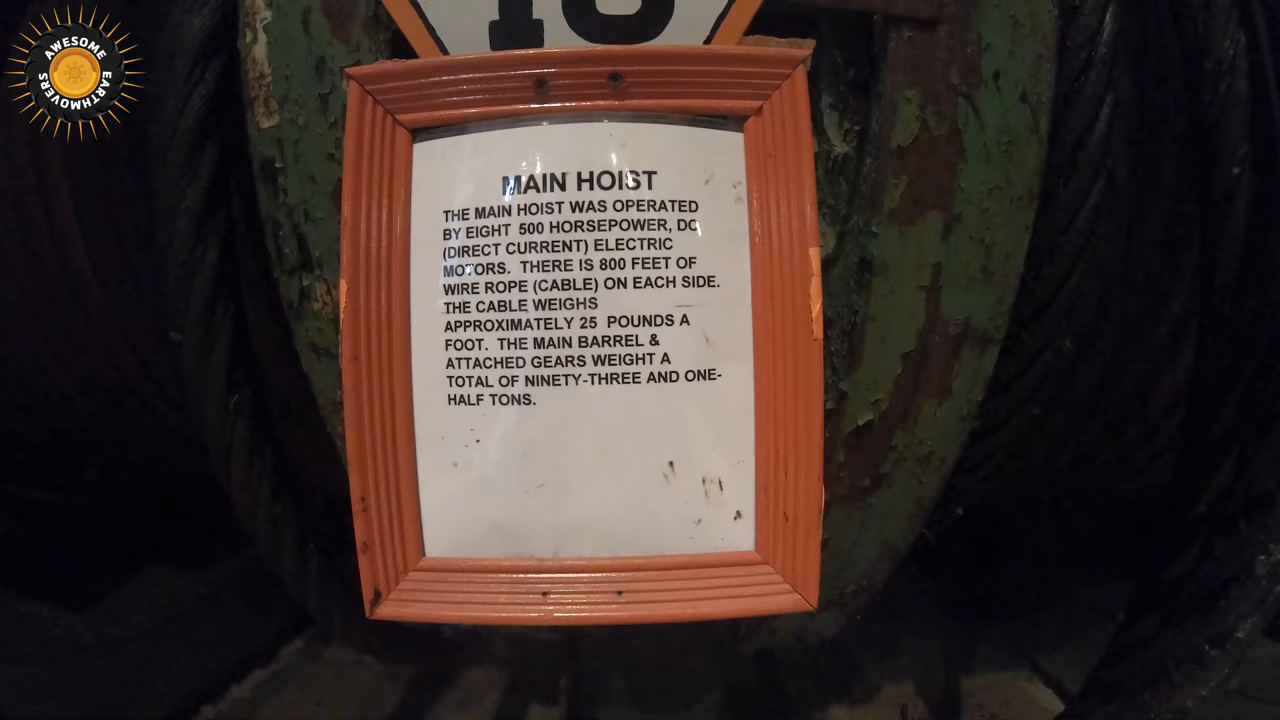 AWESOME
EARTHMOVERS
MAIN HOIST
THE MAIN HOIST WAS OPERATED
BY EIGHT 500 HORSEPOWER, DC
(DIRECT CURRENT) ELECTRIC
MOTORS. THERE IS 800 FEET OF
WIRE ROPE (CABLE) ON EACH SIDE.
THE CABLE WEIGHS
APPROXIMATELY 25 POUNDS A
FOOT. THE MAIN BARREL &
ATTACHED GEARS WEIGHT A
TOTAL OF NINETY-THREE AND ONE-
HALF TONS.